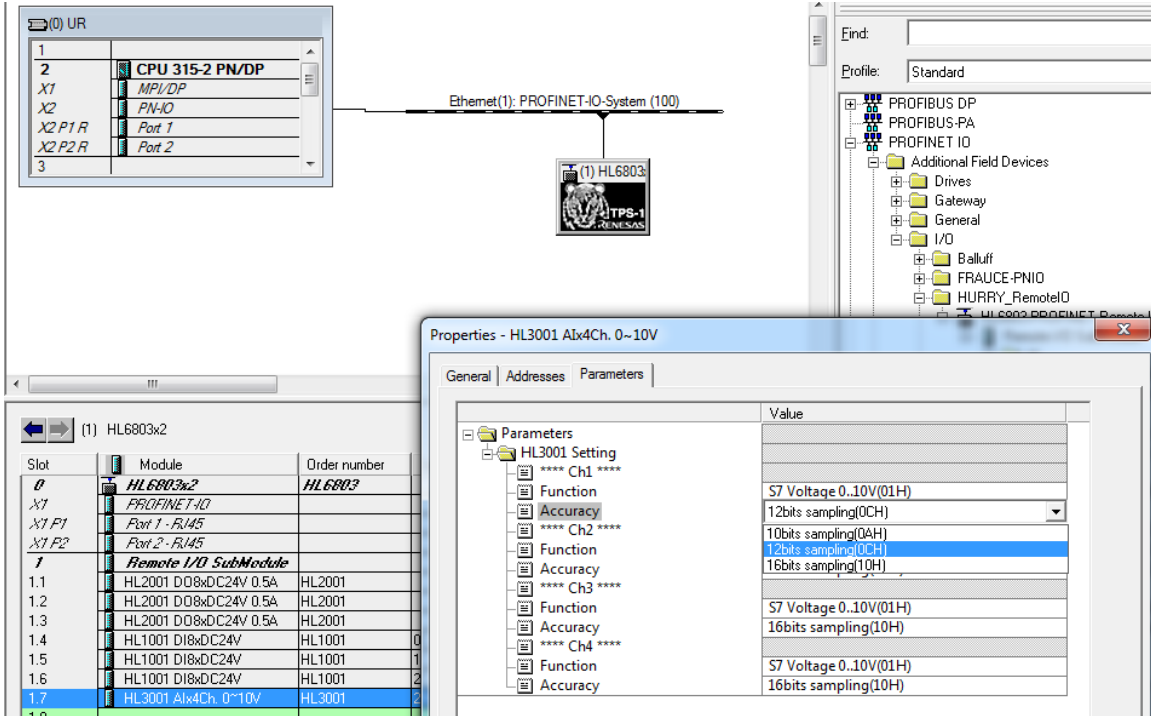 (0) UR
1
2 CPU 315-2 PN/DP
X1 MPI/DP
X2 PN-IO
X2 P1 R Port 1
X2 P2 R Port 2
3
Ethernet(1): PROFINET-IO-System (100)
(1) HL6803
TPS-1
RENESAS
Find:
Profile: Standard
PROFIBUS DP
PROFIBUS-PA
PROFINET IO
Additional Field Devices
Drives
Gateway
General
I/O
Balluff
FRAUCE-PNIO
HURRY_RemoteIO
HL6803 PROFINET Remote
(1) HL6803x2
Slot Module Order number
0 HL6803x2 HL6803
X1 PROFINET-IO
X1 P1 Port 1 - RJ45
X1 P2 Port 2 - RJ45
1 Remote I/O SubModule
1.1 HL2001 DO8xDC24V 0.5A HL2001
1.2 HL2001 DO8xDC24V 0.5A HL2001
1.3 HL2001 DO8xDC24V 0.5A HL2001
1.4 HL1001 DI8xDC24V HL1001 0
1.5 HL1001 DI8xDC24V HL1001 1
1.6 HL1001 DI8xDC24V HL1001 2
1.7 HL3001 AIx4Ch. 0~10V HL3001 2
Properties - HL3001 AIx4Ch. 0~10V
General Addresses Parameters
Value
Parameters
HL3001 Setting
**** Ch1 ****
Function S7 Voltage 0..10V(01H)
Accuracy 12bits sampling(0CH)
10bits sampling(0AH)
12bits sampling(0CH)
16bits sampling(10H)
**** Ch2 ****
Function
Accuracy
**** Ch3 ****
Function S7 Voltage 0..10V(01H)
Accuracy 16bits sampling(10H)
**** Ch4 ****
Function S7 Voltage 0..10V(01H)
Accuracy 16bits sampling(10H)